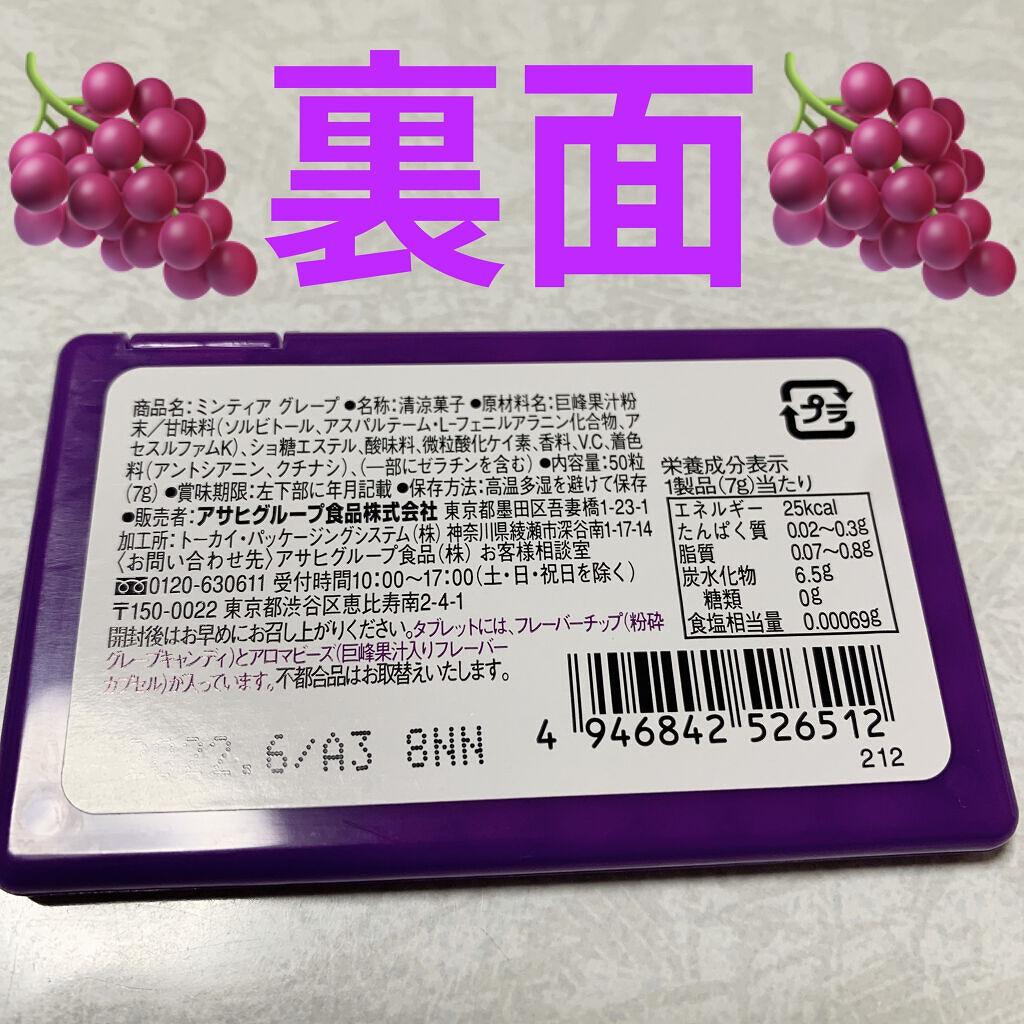 裏面
商品名:ミンティア グレープ ●名称:清涼菓子 ●原材料名:巨峰果汁粉
末/甘味料(ソルビトール、アスパルテーム・L-フェニルアラニン化合物、ア
セスルファムK)、ショ糖エステル、酸味料、微粒酸化ケイ素、香料、V.C、着色
料(アントシアニン、クチナシ)、(一部にゼラチンを含む) ●内容量:50粒
(7g) ●賞味期限:左下部に年月記載 ●保存方法:高温多湿を避けて保存
●販売者:アサヒグループ食品株式会社 東京都墨田区吾妻橋1-23-1
加工所:トーカイ・パッケージングシステム(株) 神奈川県綾瀬市深谷南1-17-14
〈お問い合わせ先〉アサヒグループ食品(株) お客様相談室
0120-630611 受付時間10:00〜17:00(土・日・祝日を除く)
〒150-0022 東京都渋谷区恵比寿南2-4-1
開封後はお早めにお召し上がりください。タブレットには、フレーバーチップ(粉砕
グレープキャンディ)とアロマビーズ(巨峰果汁入りフレーバー
カプセル)が入っています。不都合品はお取替えいたします。
プラ
栄養成分表示
1製品(7g)当たり
エネルギー 25kcal
たんぱく質 0.02〜0.3g
脂質 0.07〜0.8g
炭水化物 6.5g
糖類 0g
食塩相当量 0.00069g
4 946842 526512
212
.6/A3 8NN